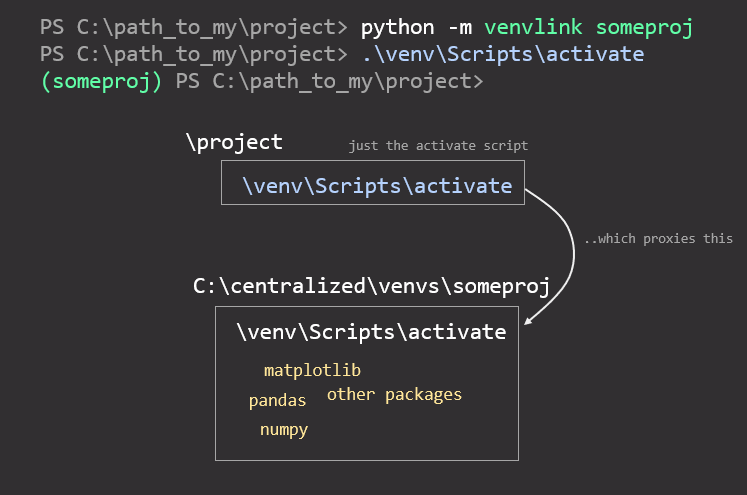 PS C:\path_to_my\project> python -m venvlink someproj
PS C:\path_to_my\project> .\venv\Scripts\activate
(someproj) PS C:\path_to_my\project>
\project
just the activate script
\venv\Scripts\activate
..which proxies this
C:\centralized\venvs\someproj
\venv\Scripts\activate
matplotlib
other packages
pandas
numpy